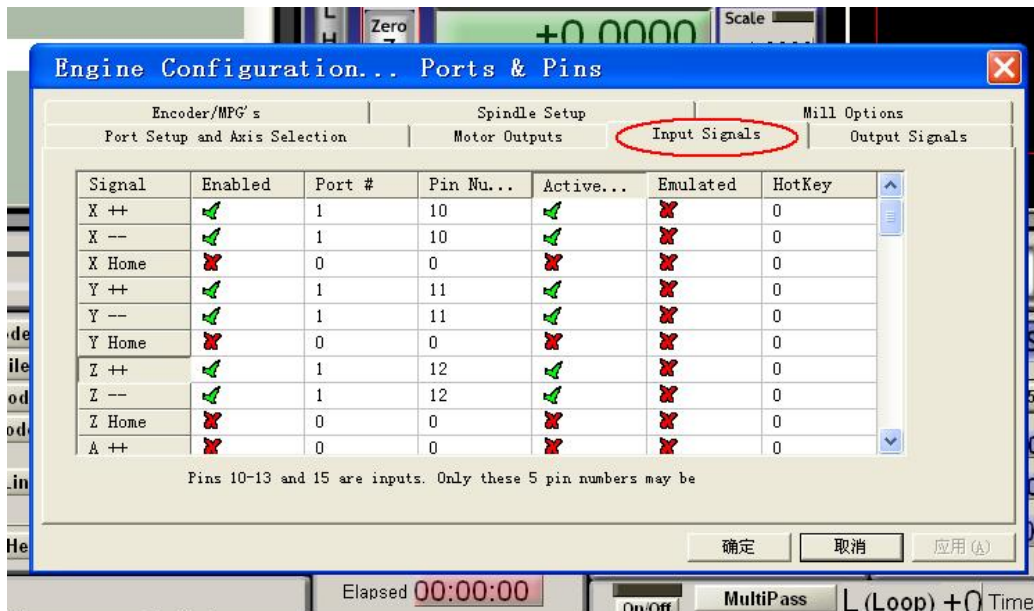 L
H
Zero
Z
+0.0000
Scale
Engine Configuration... Ports & Pins
Encoder/MPG's Spindle Setup Mill Options
Port Setup and Axis Selection Motor Outputs Input Signals Output Signals
Signal Enabled Port # Pin Nu... Active... Emulated HotKey
X ++ 1 10 0
X -- 1 10 0
X Home 0 0 0
Y ++ 1 11 0
Y -- 1 11 0
Y Home 0 0 0
Z ++ 1 12 0
Z -- 1 12 0
Z Home 0 0 0
A ++ 0 0 0
Pins 10-13 and 15 are inputs. Only these 5 pin numbers may be
确定 取消 应用(A)
Elapsed 00:00:00
On/Off MultiPass L (Loop) +0 Time